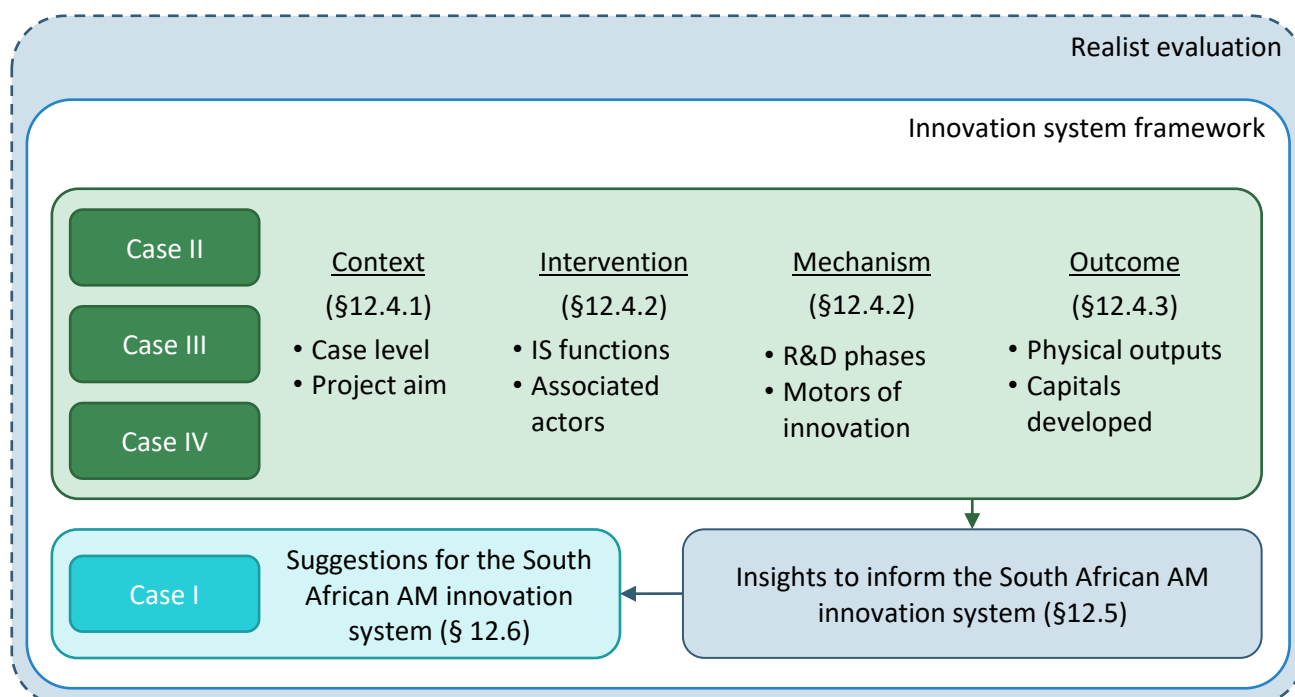 Realist evaluation
Innovation system framework
Case II
Case III
Case IV
Context
(§12.4.1)
• Case level
• Project aim
Intervention
(§12.4.2)
• IS functions
• Associated
actors
Mechanism
(§12.4.2)
• R&D phases
• Motors of
innovation
Outcome
(§12.4.3)
• Physical outputs
• Capitals
developed
Case I
Suggestions for the South
African AM innovation
system (§ 12.6)
Insights to inform the South African AM
innovation system (§12.5)